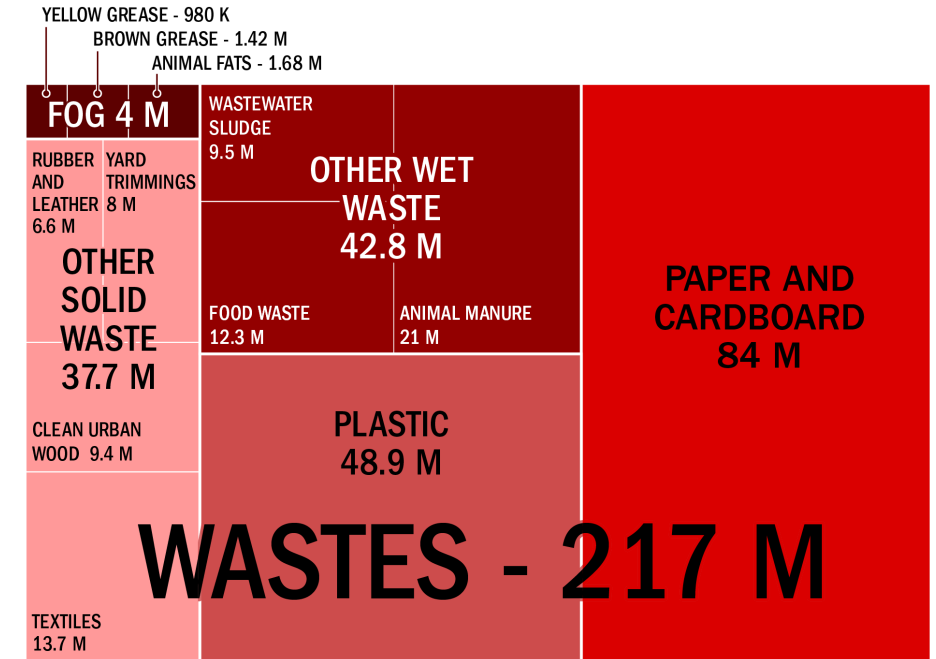 YELLOW GREASE - 980 K
BROWN GREASE - 1.42 M
ANIMAL FATS - 1.68 M
FOG 4 M
RUBBER
AND
LEATHER
6.6 M
YARD
TRIMMINGS
8 M
OTHER
SOLID
WASTE
37.7 M
CLEAN URBAN
WOOD 9.4 M
TEXTILES
13.7 M
WASTEWATER
SLUDGE
9.5 M
OTHER WET
WASTE
42.8 M
FOOD WASTE
12.3 M
ANIMAL MANURE
21 M
PLASTIC
48.9 M
PAPER AND
CARDBOARD
84 M
WASTES - 217 M